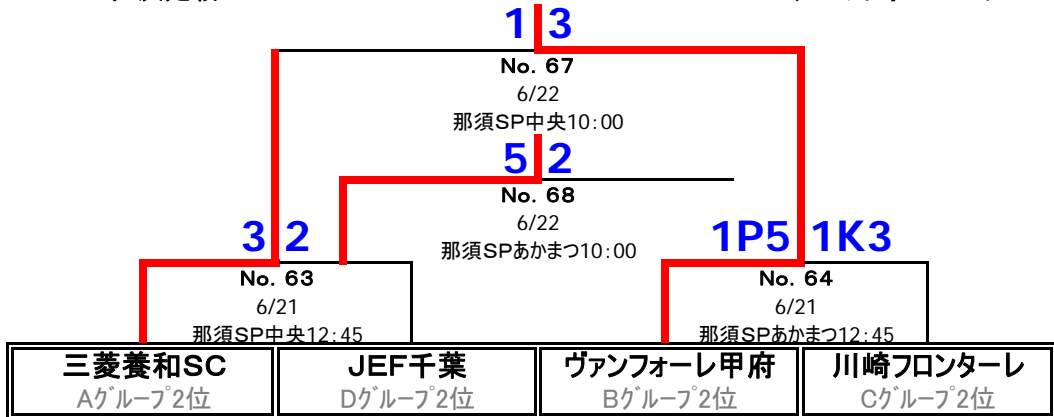 1 3
No. 67
6/22
那須SP中央10:00
5 2
No. 68
6/22
那須SPあかまつ10:00
3 2
No. 63
6/21
那須SP中央12:45
1P5 1K3
No. 64
6/21
那須SPあかまつ12:45
三菱養和SC
Aグループ2位
JEF千葉
Dグループ2位
ヴァンフォーレ甲府
Bグループ2位
川崎フロンターレ
Cグループ2位